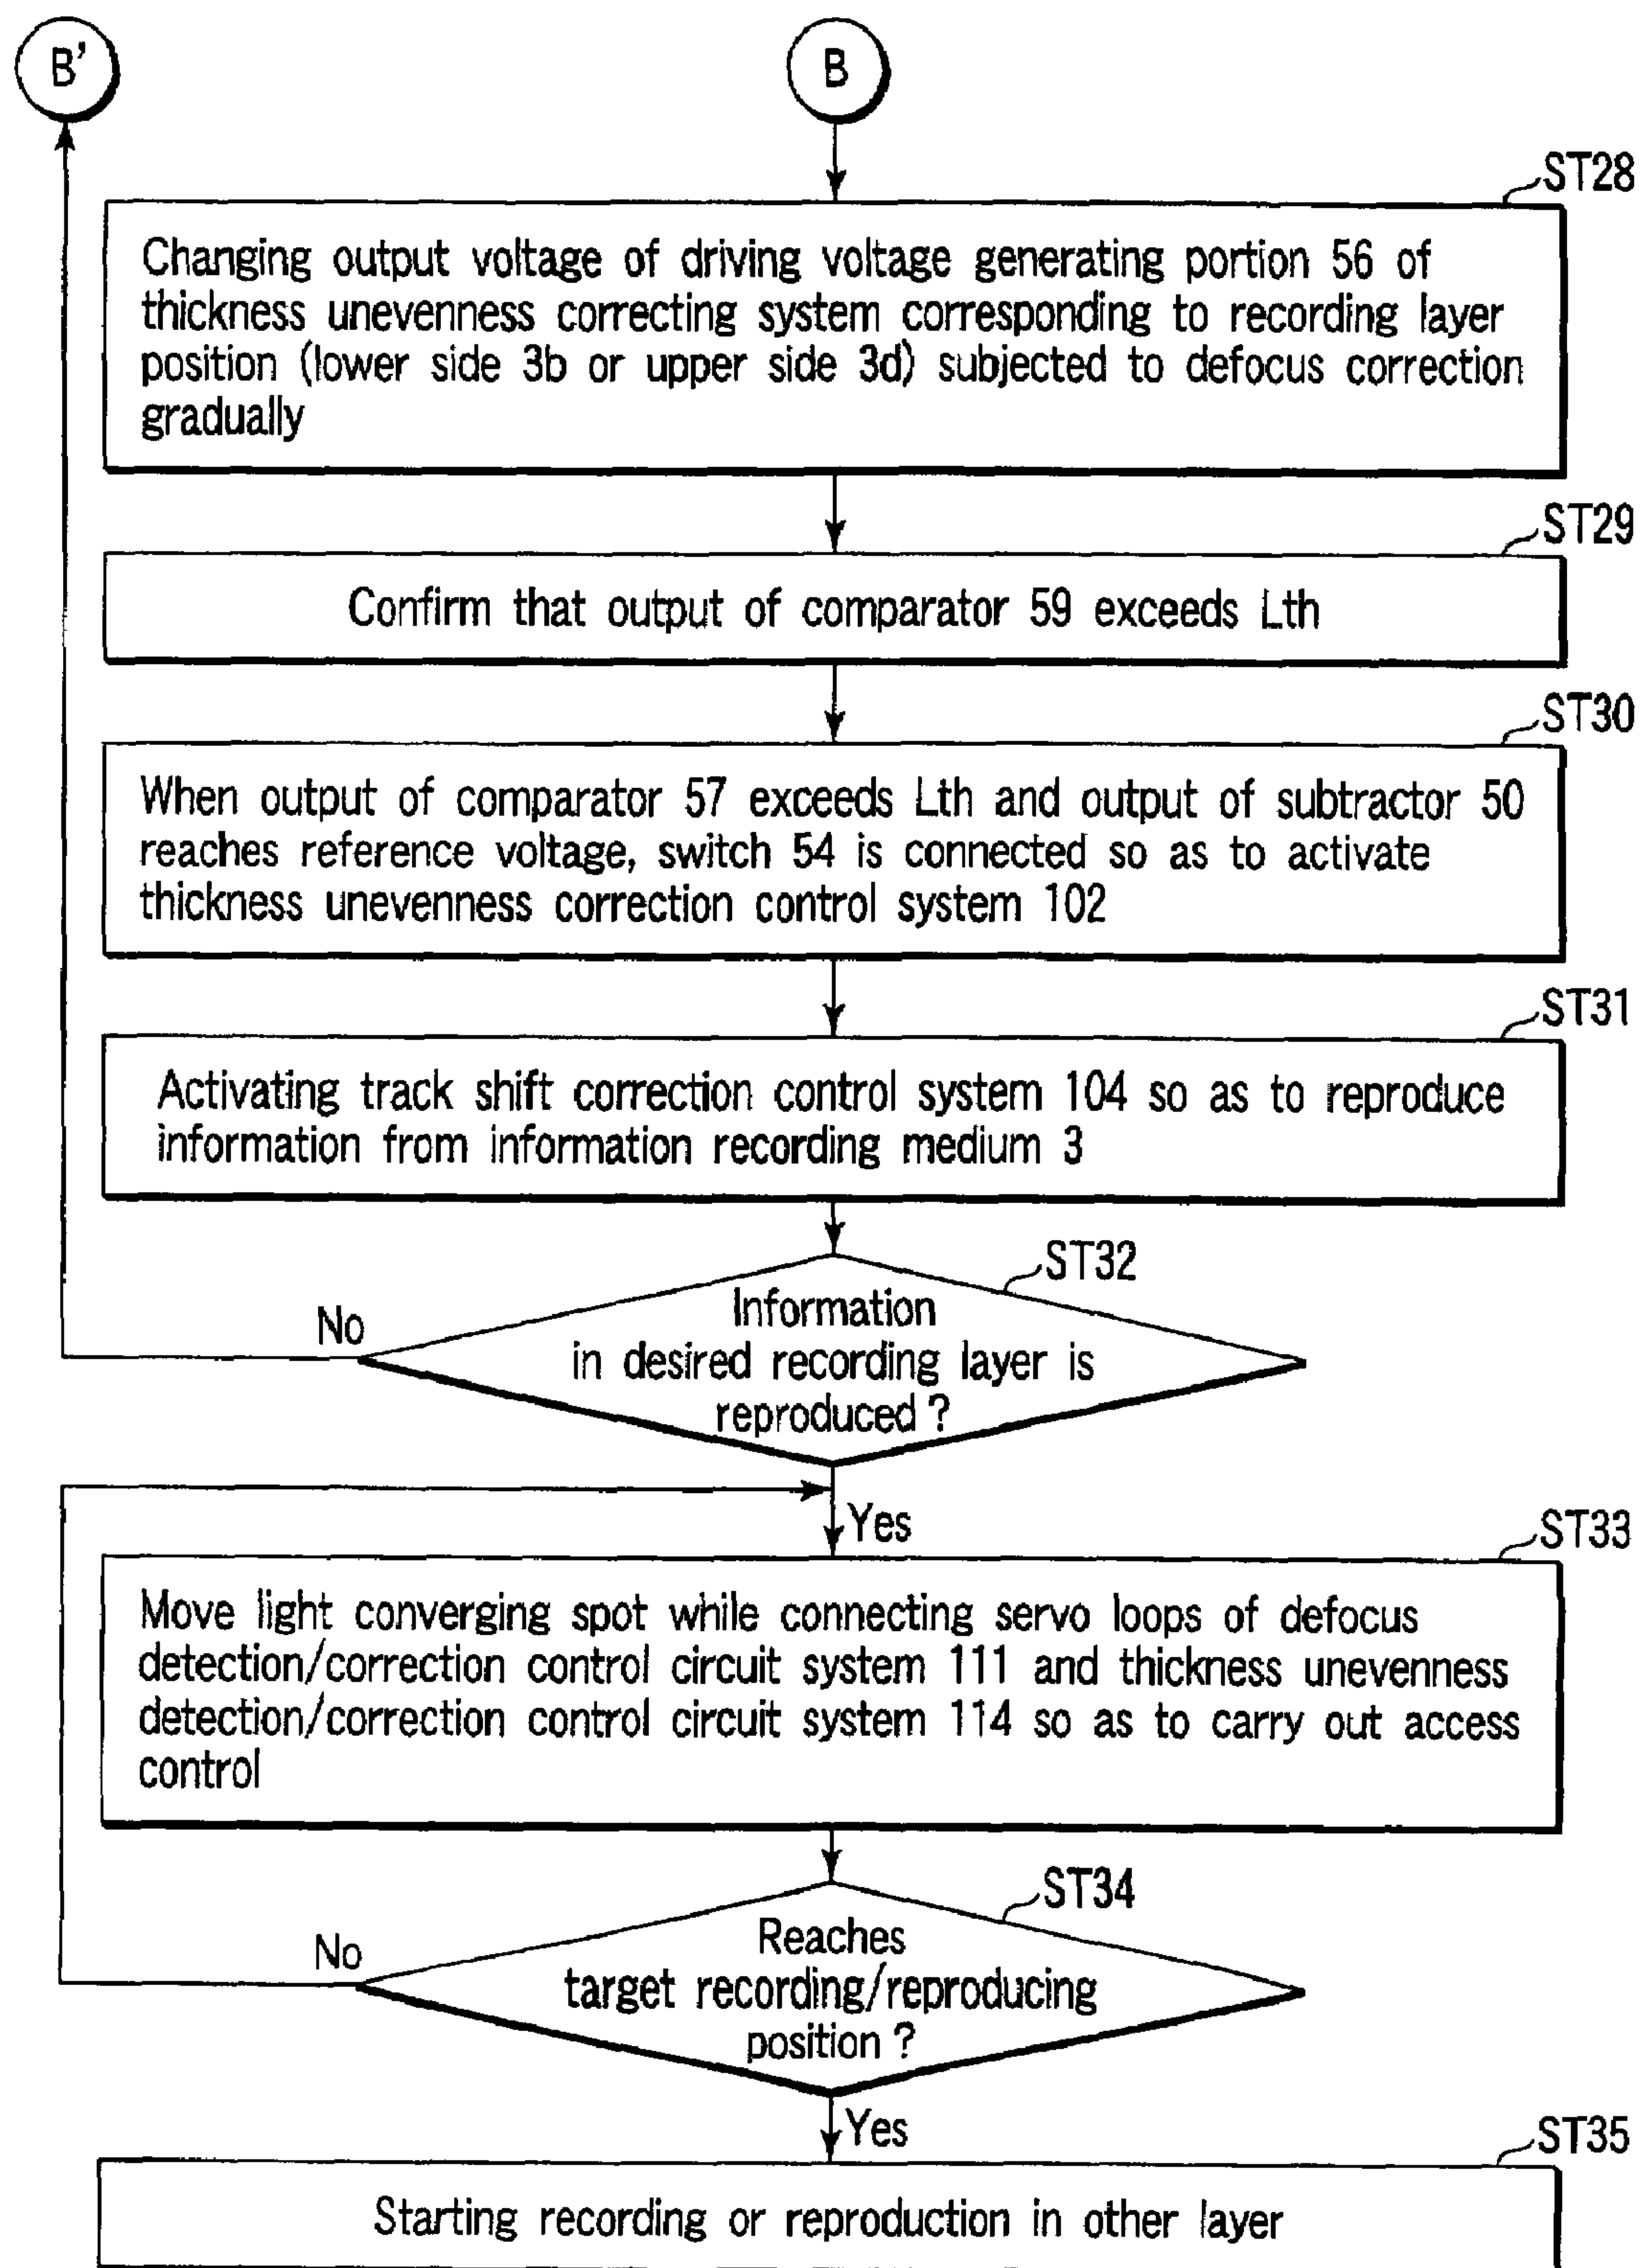 B'
B
ST28
Changing output voltage of driving voltage generating portion 56 of
thickness unevenness correcting system corresponding to recording layer
position (lower side 3b or upper side 3d) subjected to defocus correction
gradually
ST29
Confirm that output of comparator 59 exceeds Lth
ST30
When output of comparator 57 exceeds Lth and output of subtractor 50
reaches reference voltage, switch 54 is connected so as to activate
thickness unevenness correction control system 102
ST31
Activating track shift correction control system 104 so as to reproduce
information from information recording medium 3
ST32
Information
in desired recording layer is
reproduced ?
No
Yes
ST33
Move light converging spot while connecting servo loops of defocus
detection/correction control circuit system 111 and thickness unevenness
detection/correction control circuit system 114 so as to carry out access
control
ST34
Reaches
target recording/reproducing
position ?
No
Yes
ST35
Starting recording or reproduction in other layer